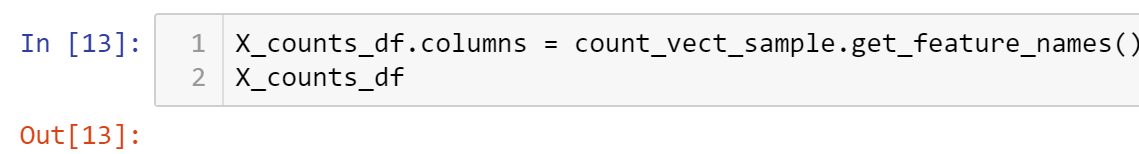 In [13]:
1 X_counts_df.columns = count_vect_sample.get_feature_names()
2 X_counts_df
Out[13]: